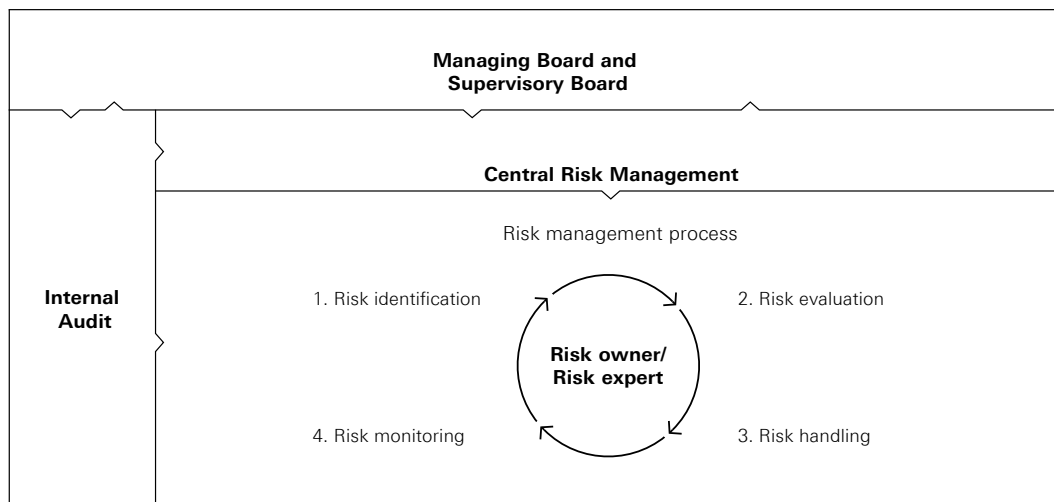 Managing Board and
Supervisory Board
Central Risk Management
Risk management process
Internal
Audit
1. Risk identification
2. Risk evaluation
Risk owner/
Risk expert
4. Risk monitoring
3. Risk handling